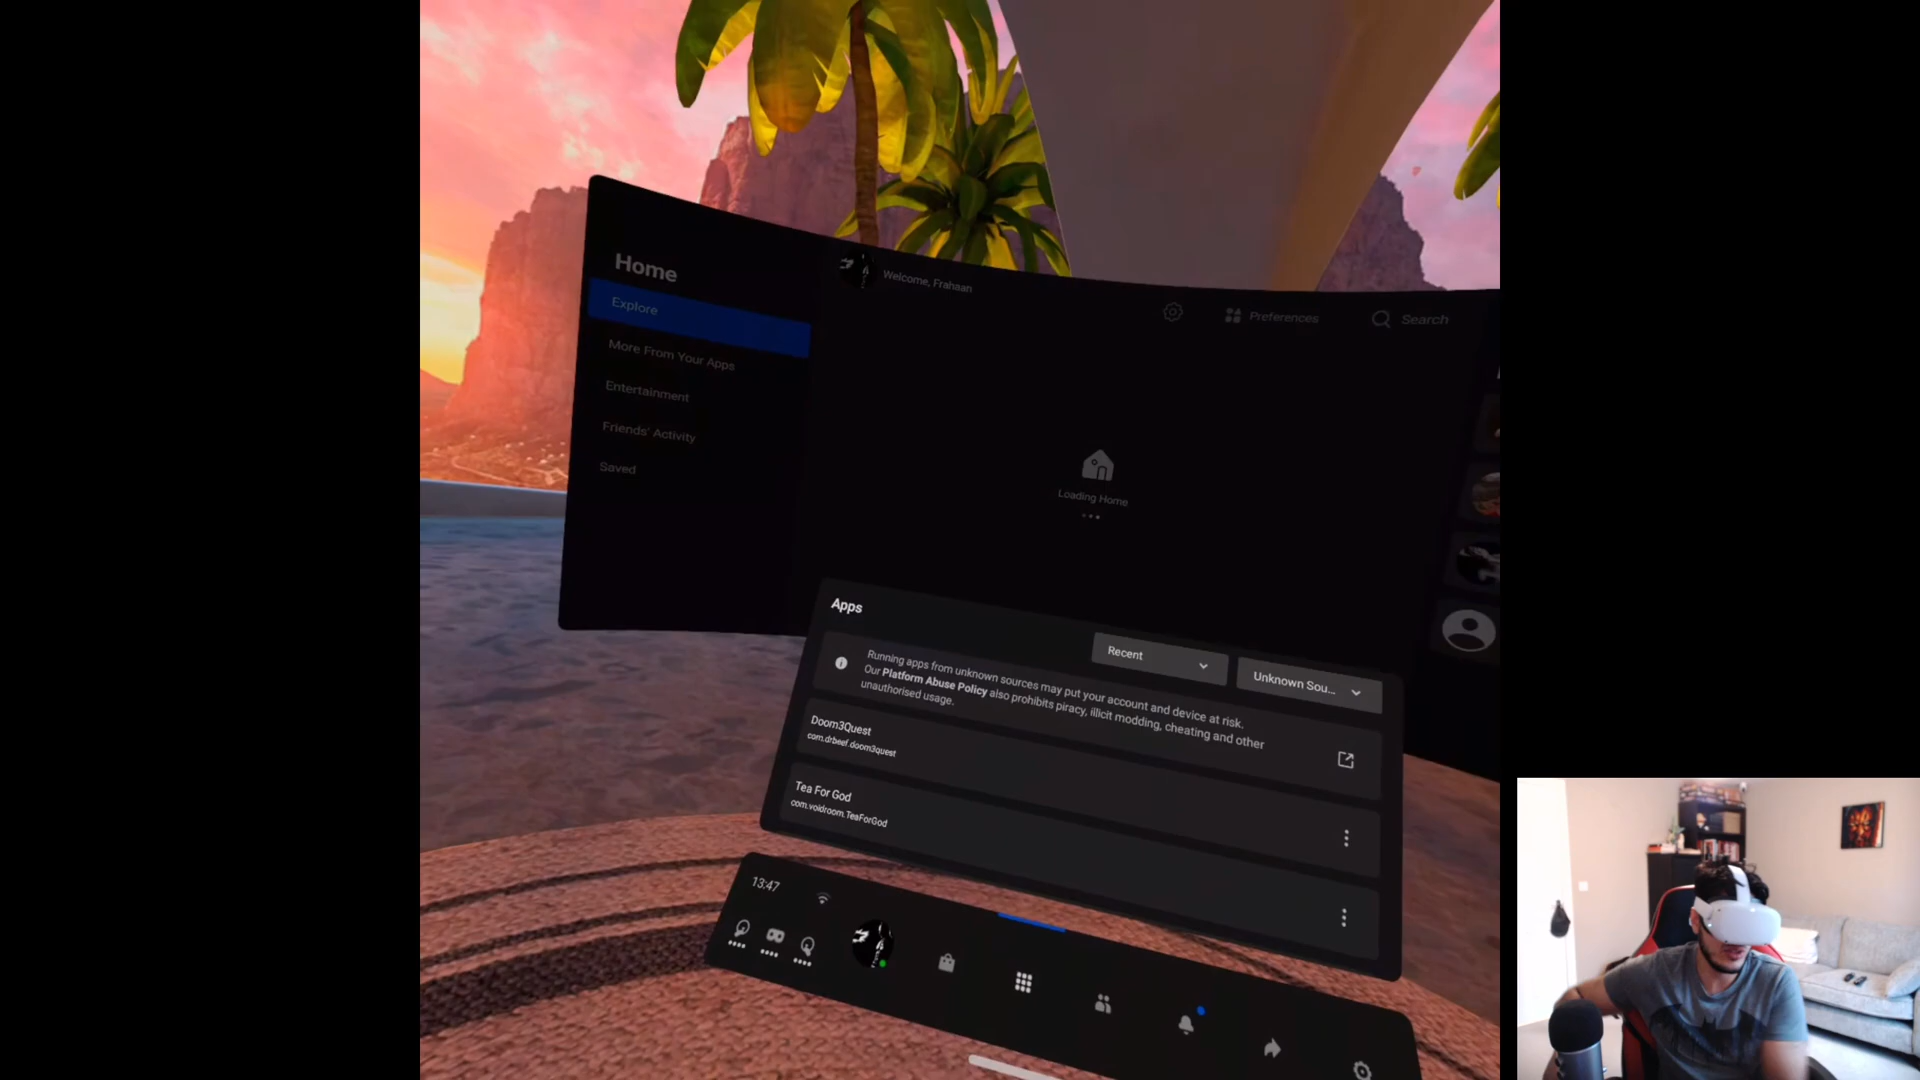 Home
Explore
More From Your Apps
Entertainment
Friends' Activity
Saved
Welcome, Frahaan
Preferences
Search
Loading Home
Apps
Recent
Unknown Sou...
Running apps from unknown sources may put your account and device at risk.
Our Platform Abuse Policy also prohibits piracy, illicit modding, cheating and other
unauthorised usage.
Doom3Quest
com.drbeef.doom3quest
Tea For God
com.voidroom.TeaForGod
13:47